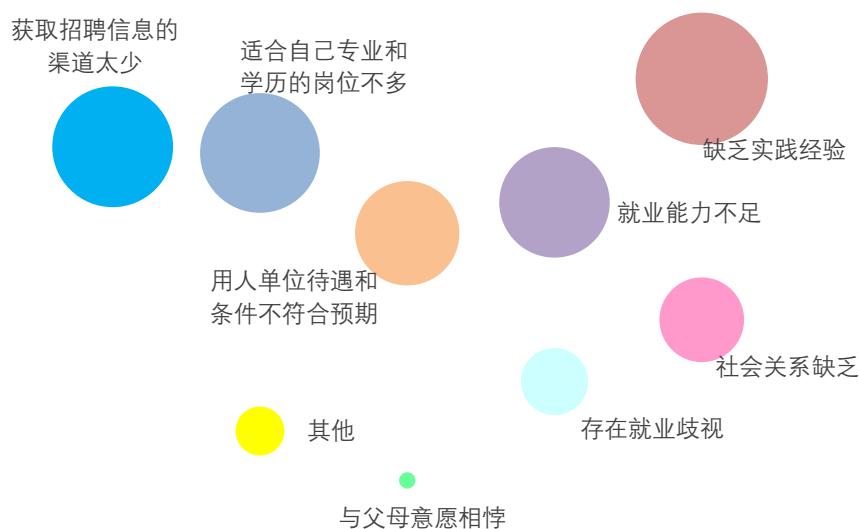 获取招聘信息的
渠道太少
适合自己专业和
学历的岗位不多
缺乏实践经验
就业能力不足
用人单位待遇和
条件不符合预期
社会关系缺乏
存在就业歧视
其他
与父母意愿相悖